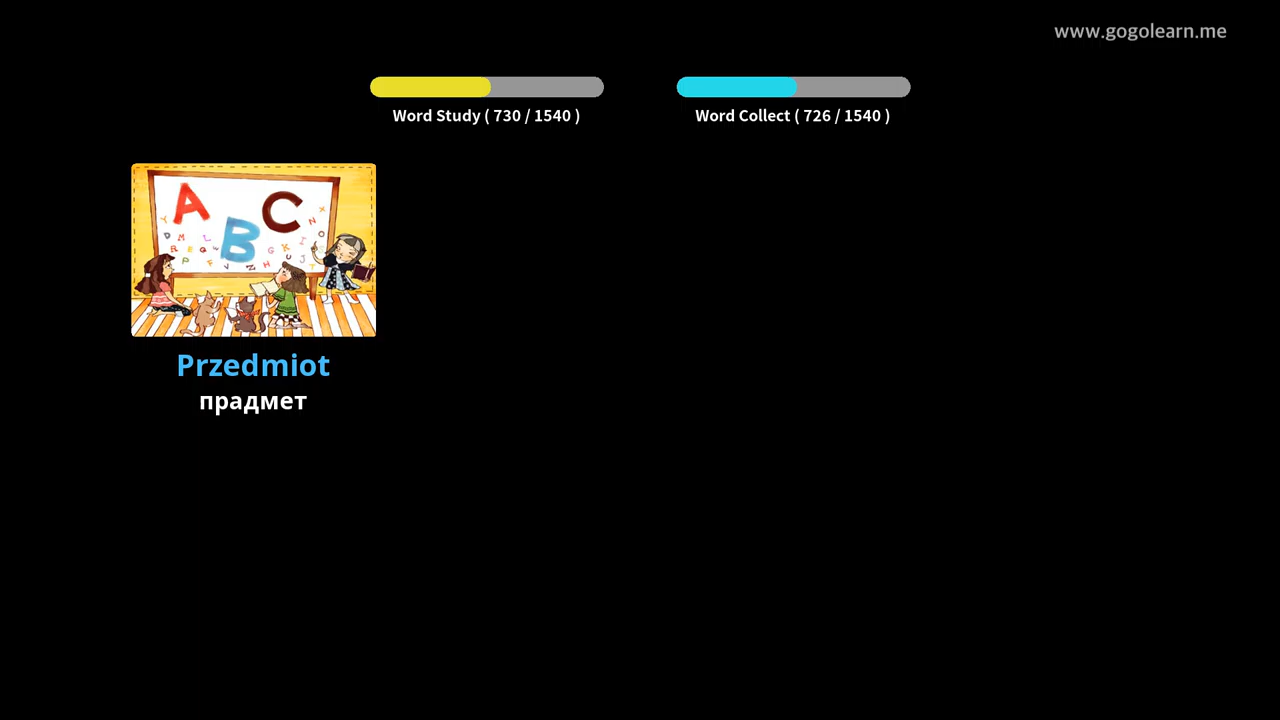 www.gogolearn.me
Word Study ( 730 / 1540 )
Word Collect ( 726 / 1540 )
A
B
C
Przedmiot
прадмет